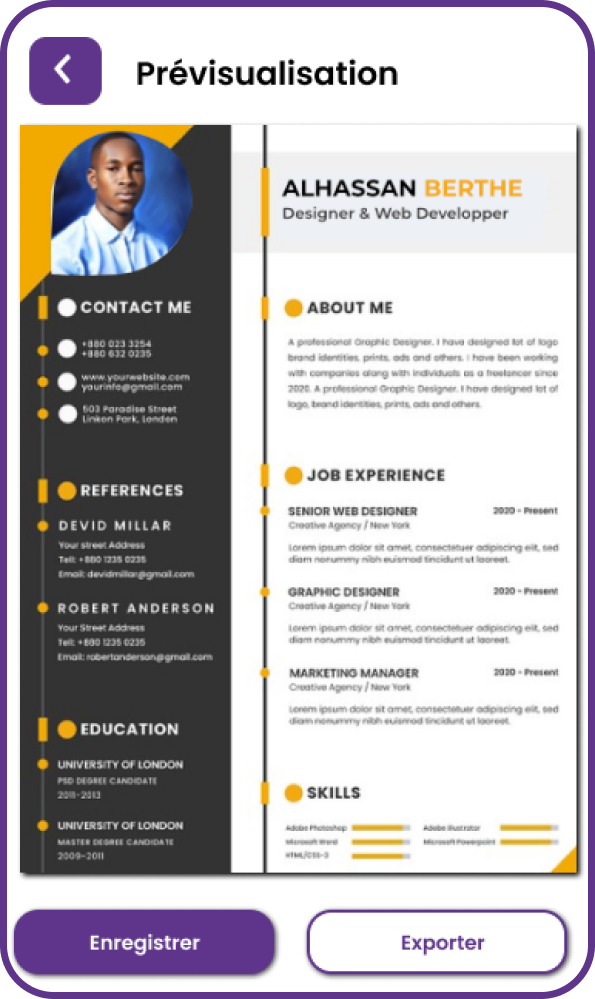 Prévisualisation
ALHASSAN BERTHE
Designer & Web Developper
CONTACT ME
+880 023 3254
+880 632 0235
www.yourwebsite.com
yourinfo@gmail.com
503 Paradise Street
Linkon Park, London
REFERENCES
DEVID MILLAR
Your street Address
Tell: +880 1235 0235
Email: devidmillar@gmail.com
ROBERT ANDERSON
Your Street Address
Tell: +880 1235 0235
Email: robertanderson@gmail.com
EDUCATION
UNIVERSITY OF LONDON
PSD DEGREE CANDIDATE
2011-2013
UNIVERSITY OF LONDON
MASTER DEGREE CANDIDATE
2009-2011
ABOUT ME
A professional Graphic Designer. I have designed lot of logo
brand identities, prints, ads and others. I have been working
with companies along with individuals as a freelancer since
2020. A professional Graphic Designer. I have designed lot of
logo, brand identities, prints, ads and others.
JOB EXPERIENCE
SENIOR WEB DESIGNER 2020 - Present
Creative Agency / New York
Lorem ipsum dolor sit amet, consectetuer adipiscing elit, sed
diam nonummy nibh euismod tincidunt ut laoreet.
GRAPHIC DESIGNER 2020 - Present
Creative Agency / New York
Lorem ipsum dolor sit amet, consectetuer adipiscing elit, sed
diam nonummy nibh euismod tincidunt ut laoreet.
MARKETING MANAGER 2020 - Present
Creative Agency / New York
Lorem ipsum dolor sit amet, consectetuer adipiscing elit, sed
diam nonummy nibh euismod tincidunt ut laoreet.
SKILLS
Adobe Photoshop Adobe Illustrator
Microsoft Word Microsoft Powerpoint
HTML/CSS-3
Enregistrer Exporter